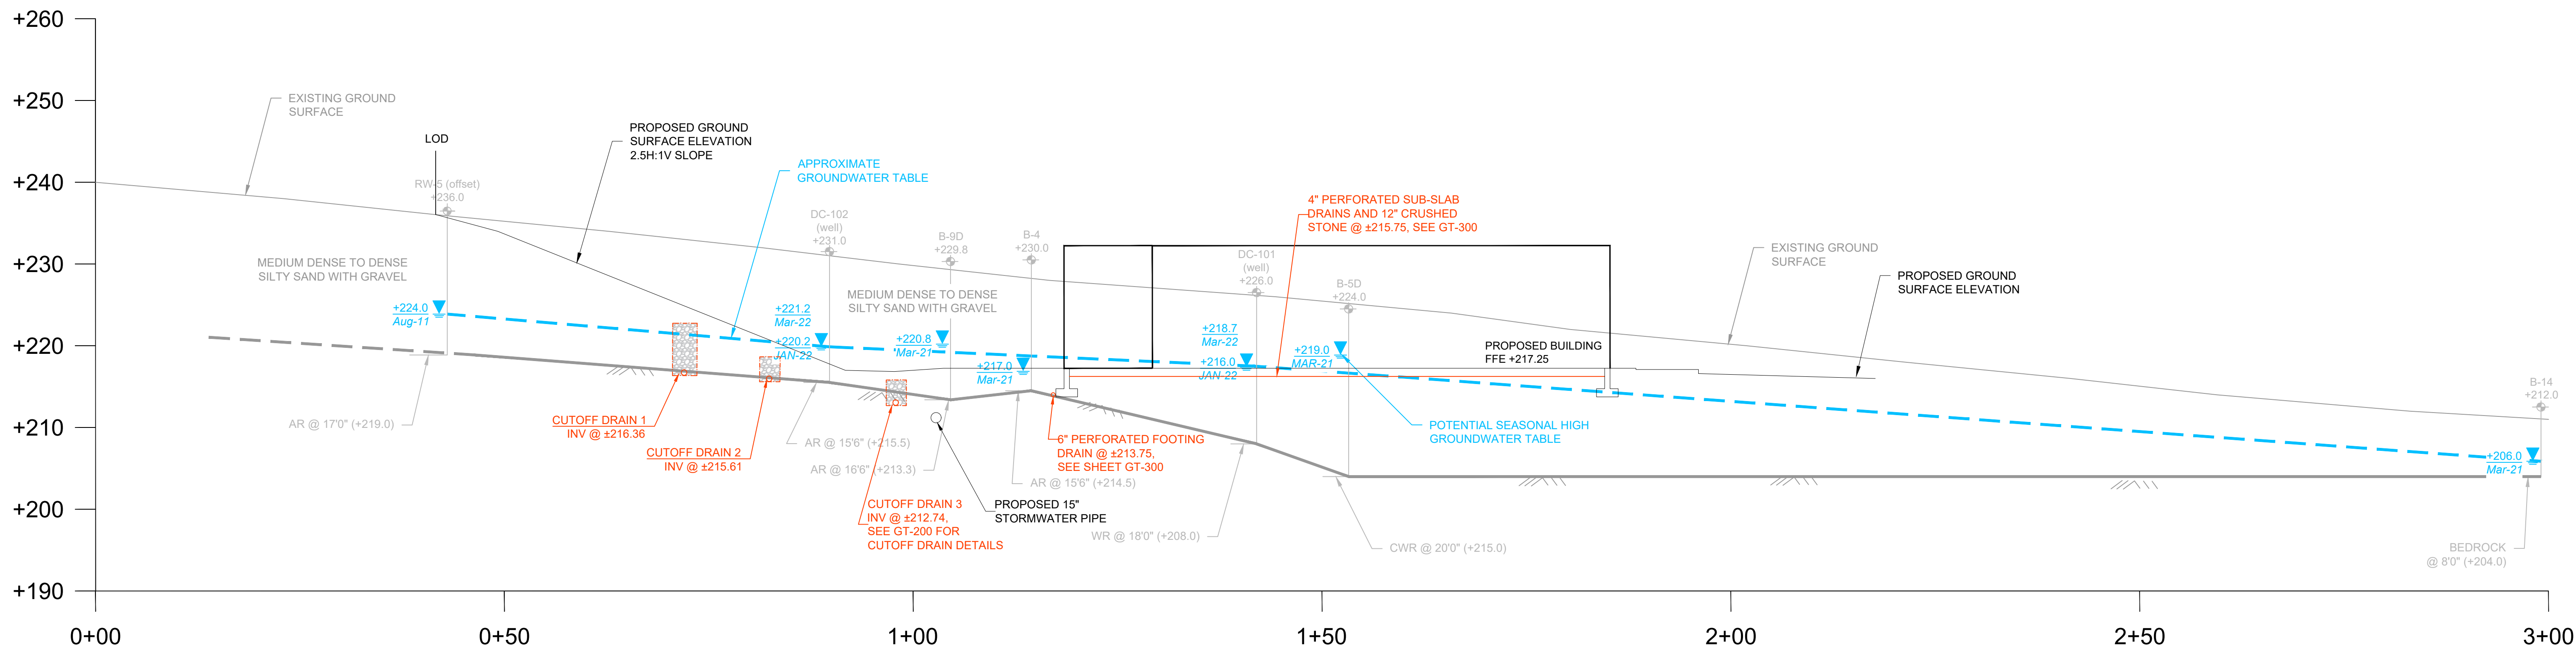 +260
+250
+240
+230
+220
+210
+200
+190
0+00
0+50
1+00
1+50
2+00
2+50
3+00
EXISTING GROUND
SURFACE
LOD
RW-5 (offset)
+236.0
PROPOSED GROUND
SURFACE ELEVATION
2.5H:1V SLOPE
APPROXIMATE
GROUNDWATER TABLE
MEDIUM DENSE TO DENSE
SILTY SAND WITH GRAVEL
+224.0
Aug-11
AR @ 17'0" (+219.0)
CUTOFF DRAIN 1
INV @ ±216.36
CUTOFF DRAIN 2
INV @ ±215.61
DC-102
(well)
+231.0
+221.2
Mar-22
+220.2
JAN-22
AR @ 15'6" (+215.5)
AR @ 16'6" (+213.3)
B-9D
+229.8
MEDIUM DENSE TO DENSE
SILTY SAND WITH GRAVEL
+220.8
'Mar-21
B-4
+230.0
+217.0
Mar-21
CUTOFF DRAIN 3
INV @ ±212.74,
SEE GT-200 FOR
CUTOFF DRAIN DETAILS
PROPOSED 15"
STORMWATER PIPE
AR @ 15'6" (+214.5)
6" PERFORATED FOOTING
DRAIN @ ±213.75,
SEE SHEET GT-300
4" PERFORATED SUB-SLAB
DRAINS AND 12" CRUSHED
STONE @ ±215.75, SEE GT-300
DC-101
(well)
+226.0
+218.7
Mar-22
+216.0
JAN-22
WR @ 18'0" (+208.0)
B-5D
+224.0
+219.0
MAR-21
POTENTIAL SEASONAL HIGH
GROUNDWATER TABLE
CWR @ 20'0" (+215.0)
PROPOSED BUILDING
FFE +217.25
EXISTING GROUND
SURFACE
PROPOSED GROUND
SURFACE ELEVATION
B-14
+212.0
+206.0
Mar-21
BEDROCK
@ 8'0" (+204.0)